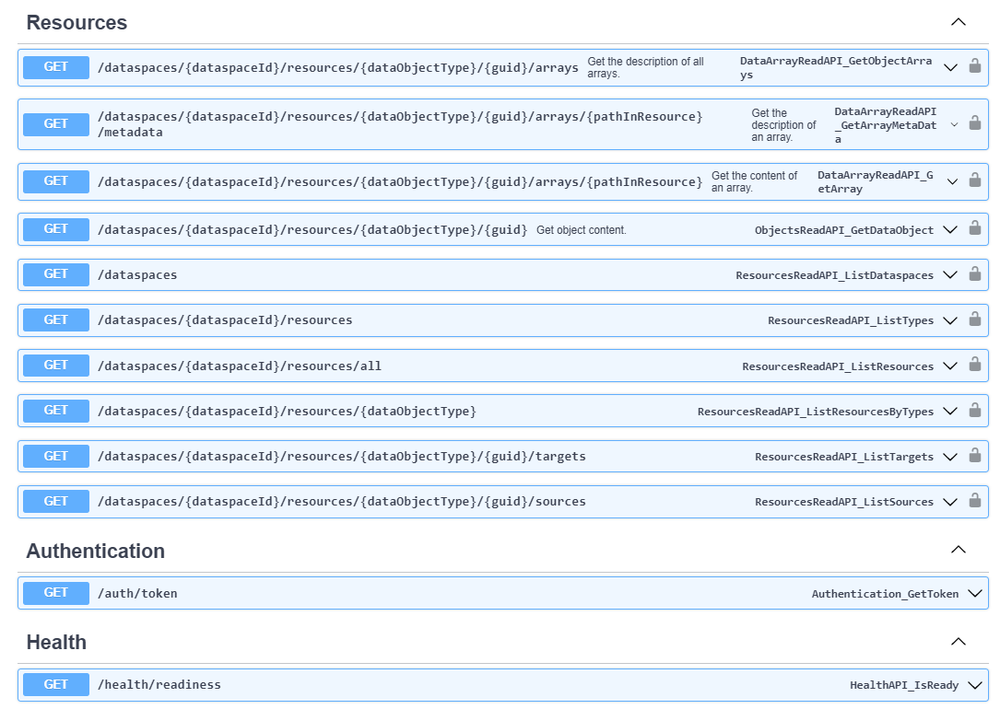 Resources
GET /dataspaces/{dataspaceId}/resources/{dataObjectType}/{guid}/arrays Get the description of all arrays. DataArrayReadAPI_GetObjectArrays
GET /dataspaces/{dataspaceId}/resources/{dataObjectType}/{guid}/arrays/{pathInResource}/metadata Get the description of an array. DataArrayReadAPI_GetArrayMetaData
GET /dataspaces/{dataspaceId}/resources/{dataObjectType}/{guid}/arrays/{pathInResource} Get the content of an array. DataArrayReadAPI_GetArray
GET /dataspaces/{dataspaceId}/resources/{dataObjectType}/{guid} Get object content. ObjectsReadAPI_GetDataObject
GET /dataspaces ResourcesReadAPI_ListDataspaces
GET /dataspaces/{dataspaceId}/resources ResourcesReadAPI_ListTypes
GET /dataspaces/{dataspaceId}/resources/all ResourcesReadAPI_ListResources
GET /dataspaces/{dataspaceId}/resources/{dataObjectType} ResourcesReadAPI_ListResourcesByTypes
GET /dataspaces/{dataspaceId}/resources/{dataObjectType}/{guid}/targets ResourcesReadAPI_ListTargets
GET /dataspaces/{dataspaceId}/resources/{dataObjectType}/{guid}/sources ResourcesReadAPI_ListSources
Authentication
GET /auth/token Authentication_GetToken
Health
GET /health/readiness HealthAPI_IsReady